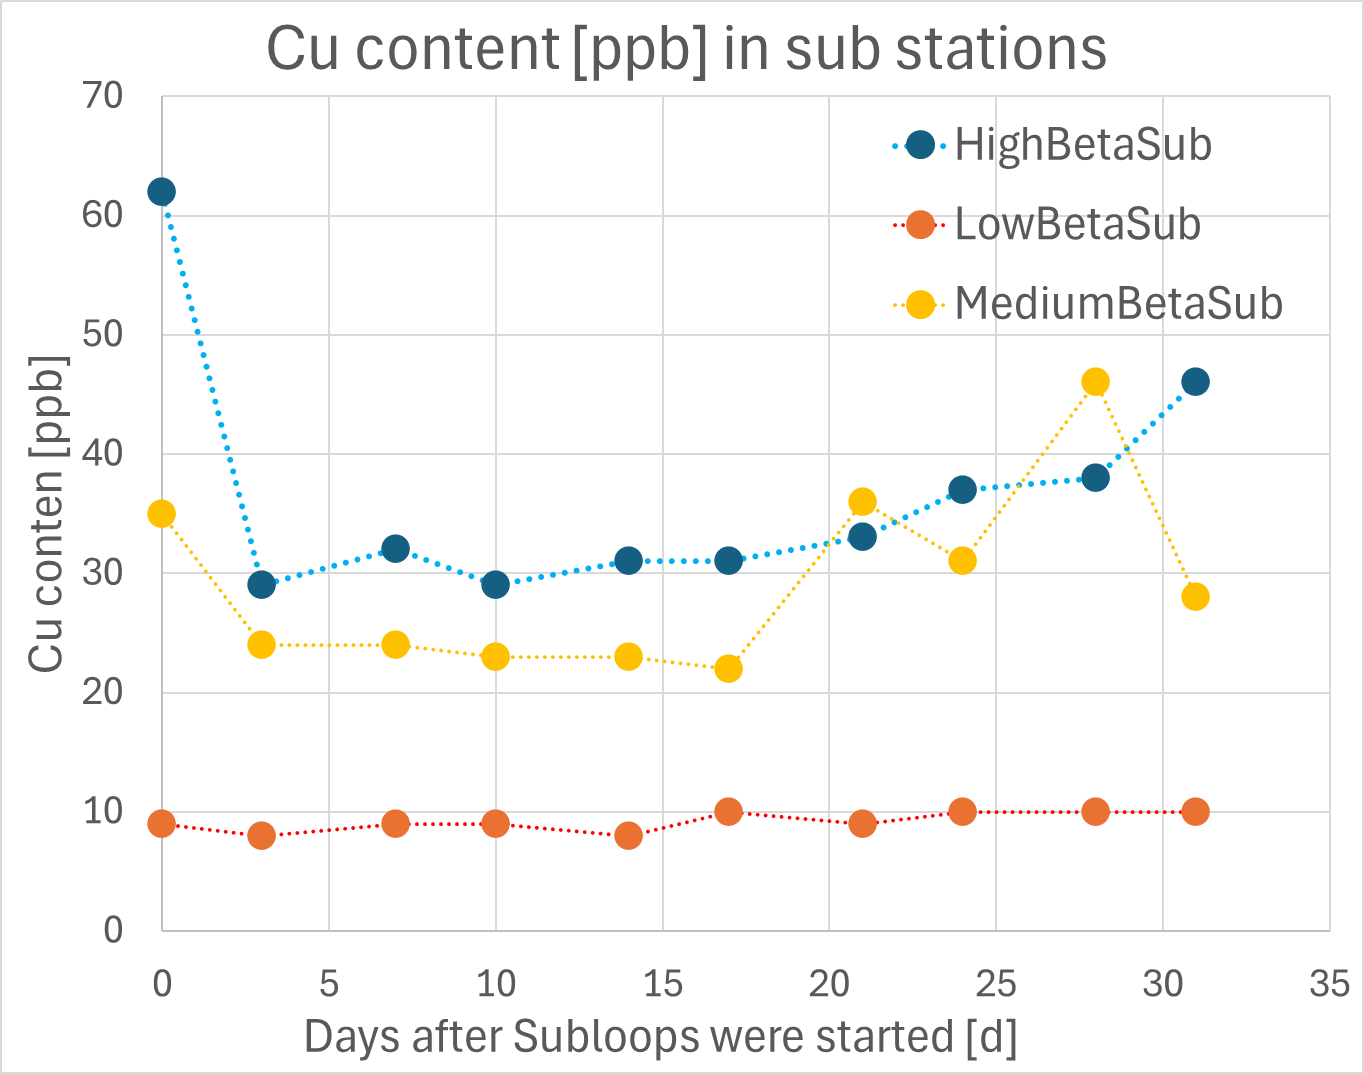 Cu content [ppb] in sub stations
70
60
50
40
30
20
10
0
Cu conten [ppb]
HighBetaSub
LowBetaSub
MediumBetaSub
0 5 10 15 20 25 30 35
Days after Subloops were started [d]